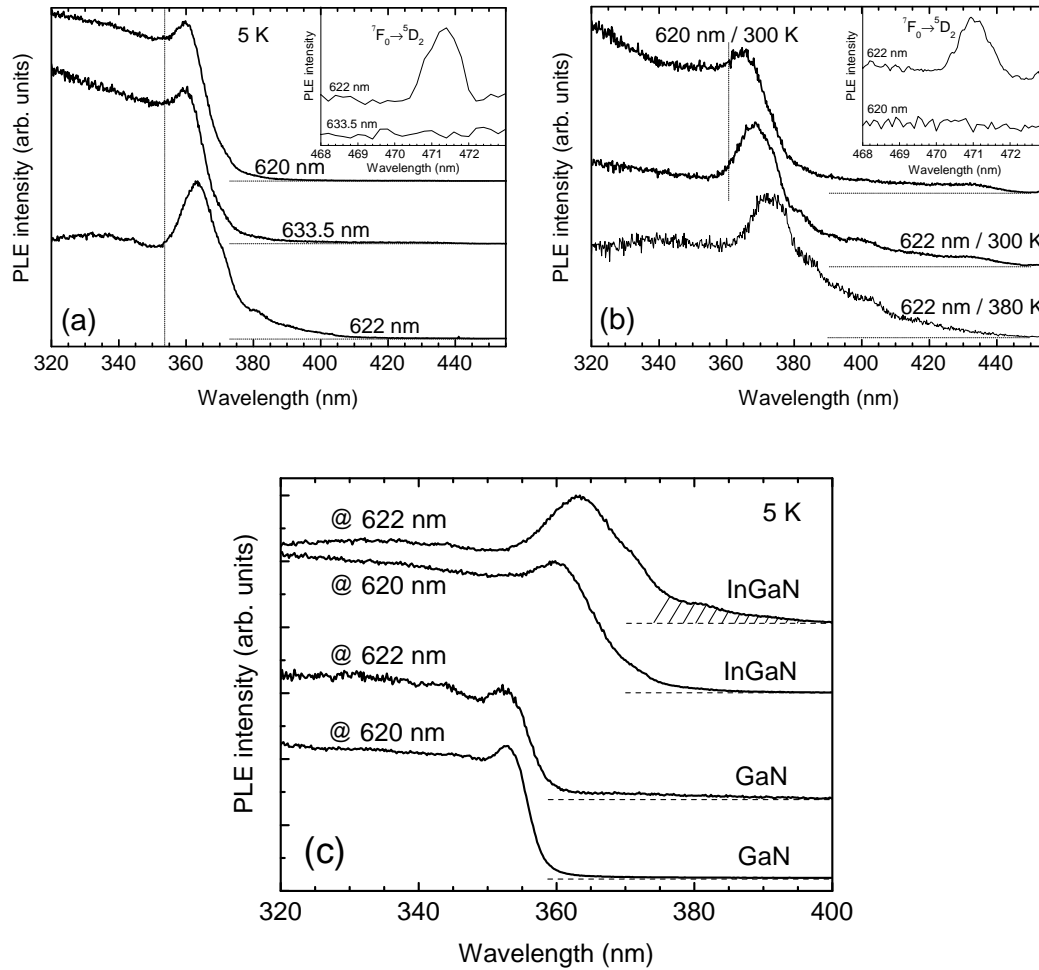 5 K
PLE intensity (arb. units)
620 nm
633.5 nm
622 nm
(a)
320 340 360 380 400 420 440
Wavelength (nm)
PLE intensity
⁷F₀→⁵D₂
622 nm
633.5 nm
468 469 470 471 472
Wavelength (nm)
PLE intensity (arb. units)
620 nm / 300 K
622 nm / 300 K
622 nm / 380 K
(b)
320 340 360 380 400 420 440
Wavelength (nm)
PLE intensity
⁷F₀→⁵D₂
622 nm
620 nm
468 469 470 471 472
Wavelength (nm)
PLE intensity (arb. units)
5 K
@ 622 nm
InGaN
@ 620 nm
InGaN
@ 622 nm
GaN
@ 620 nm
GaN
(c)
320 340 360 380 400
Wavelength (nm)